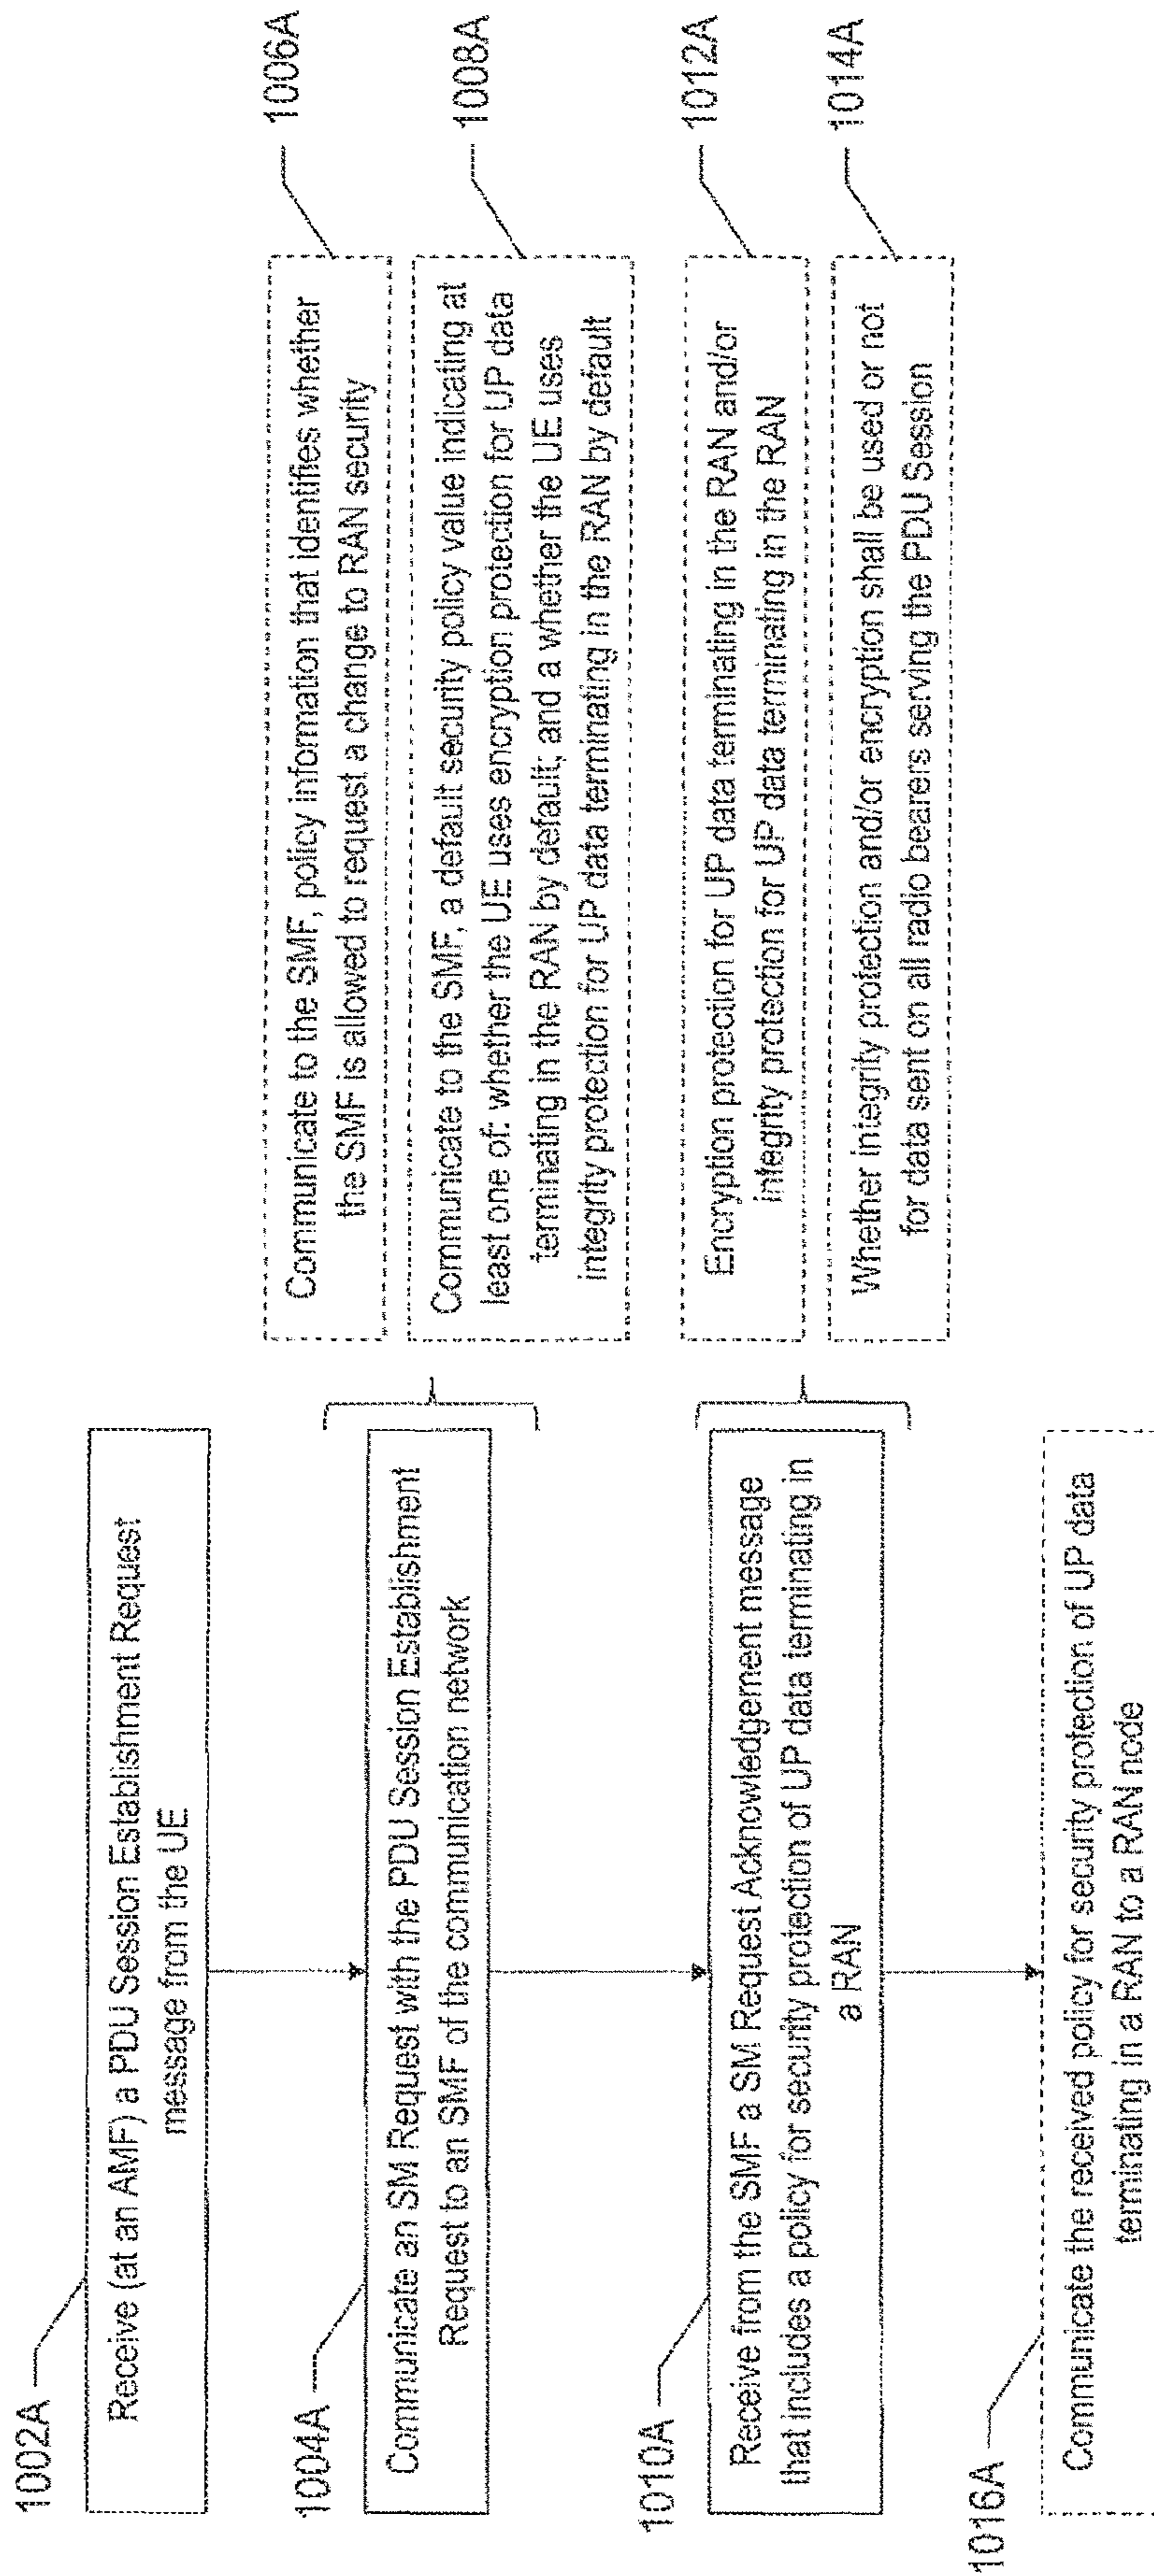 1002A
Receive (at an AMF) a PDU Session Establishment Request
message from the UE
1004A
Communicate an SM Request with the PDU Session Establishment
Request to an SMF of the communication network
1006A
Communicate to the SMF, policy information that identifies whether
the SMF is allowed to request a change to RAN security
1008A
Communicate to the SMF, a default security policy value indicating at
least one of: whether the UE uses encryption protection for UP data
terminating in the RAN by default; and a whether the UE uses
integrity protection for UP data terminating in the RAN by default
1010A
Receive from the SMF a SM Request Acknowledgement message
that includes a policy for security protection of UP data terminating in
a RAN
1012A
Encryption protection for UP data terminating in the RAN and/or
integrity protection for UP data terminating in the RAN
1014A
Whether integrity protection and/or encryption shall be used or not
for data sent on all radio bearers serving the PDU Session
1016A
Communicate the received policy for security protection of UP data
terminating in a RAN to a RAN node